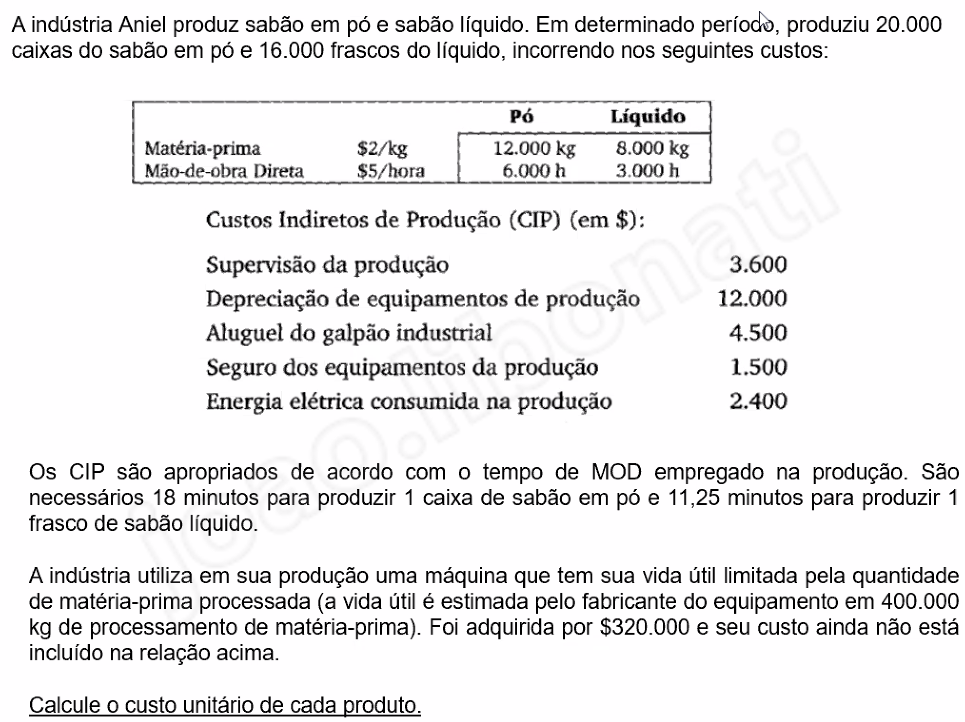 A indústria Aniel produz sabão em pó e sabão líquido. Em determinado período, produziu 20.000
caixas do sabão em pó e 16.000 frascos do líquido, incorrendo nos seguintes custos:
Pó Líquido
Matéria-prima $2/kg 12.000 kg 8.000 kg
Mão-de-obra Direta $5/hora 6.000 h 3.000 h
Custos Indiretos de Produção (CIP) (em $):
Supervisão da produção 3.600
Depreciação de equipamentos de produção 12.000
Aluguel do galpão industrial 4.500
Seguro dos equipamentos da produção 1.500
Energia elétrica consumida na produção 2.400
Os CIP são apropriados de acordo com o tempo de MOD empregado na produção. São
necessários 18 minutos para produzir 1 caixa de sabão em pó e 11,25 minutos para produzir 1
frasco de sabão líquido.
A indústria utiliza em sua produção uma máquina que tem sua vida útil limitada pela quantidade
de matéria-prima processada (a vida útil é estimada pelo fabricante do equipamento em 400.000
kg de processamento de matéria-prima). Foi adquirida por $320.000 e seu custo ainda não está
incluído na relação acima.
Calcule o custo unitário de cada produto.
joao.libonati